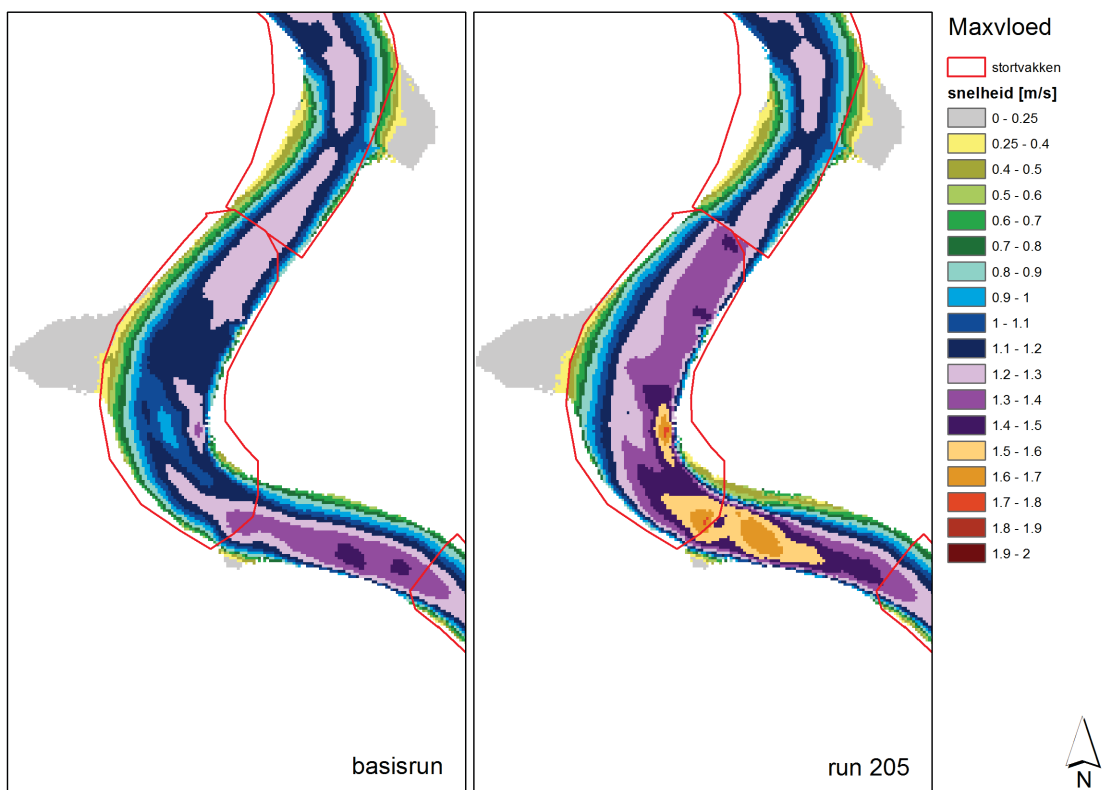 Maxvloed
stortvakken
snelheid [m/s]
0 - 0.25
0.25 - 0.4
0.4 - 0.5
0.5 - 0.6
0.6 - 0.7
0.7 - 0.8
0.8 - 0.9
0.9 - 1
1 - 1.1
1.1 - 1.2
1.2 - 1.3
1.3 - 1.4
1.4 - 1.5
1.5 - 1.6
1.6 - 1.7
1.7 - 1.8
1.8 - 1.9
1.9 - 2
basisrun
run 205
N